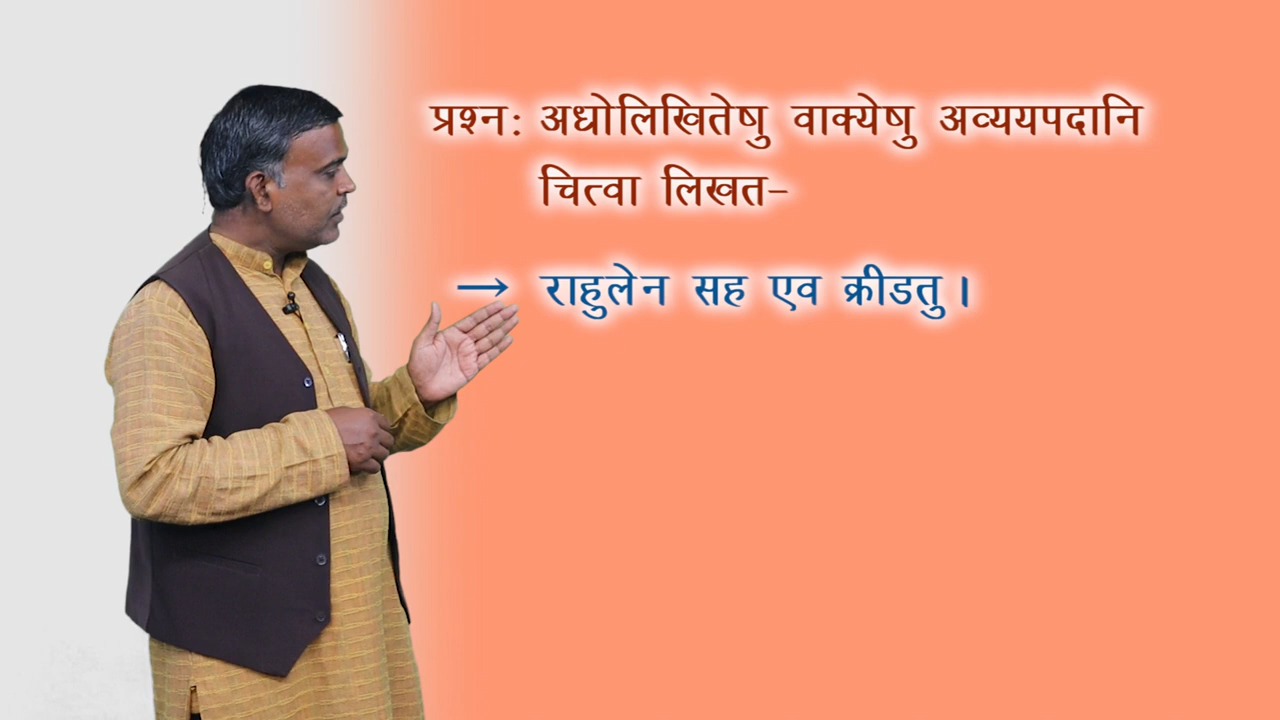 प्रश्न: अधोलिखितेषु वाक्येषु अव्ययपदानि
चित्वा लिखत-
→ राहुलेन सह एव क्रीडतु।